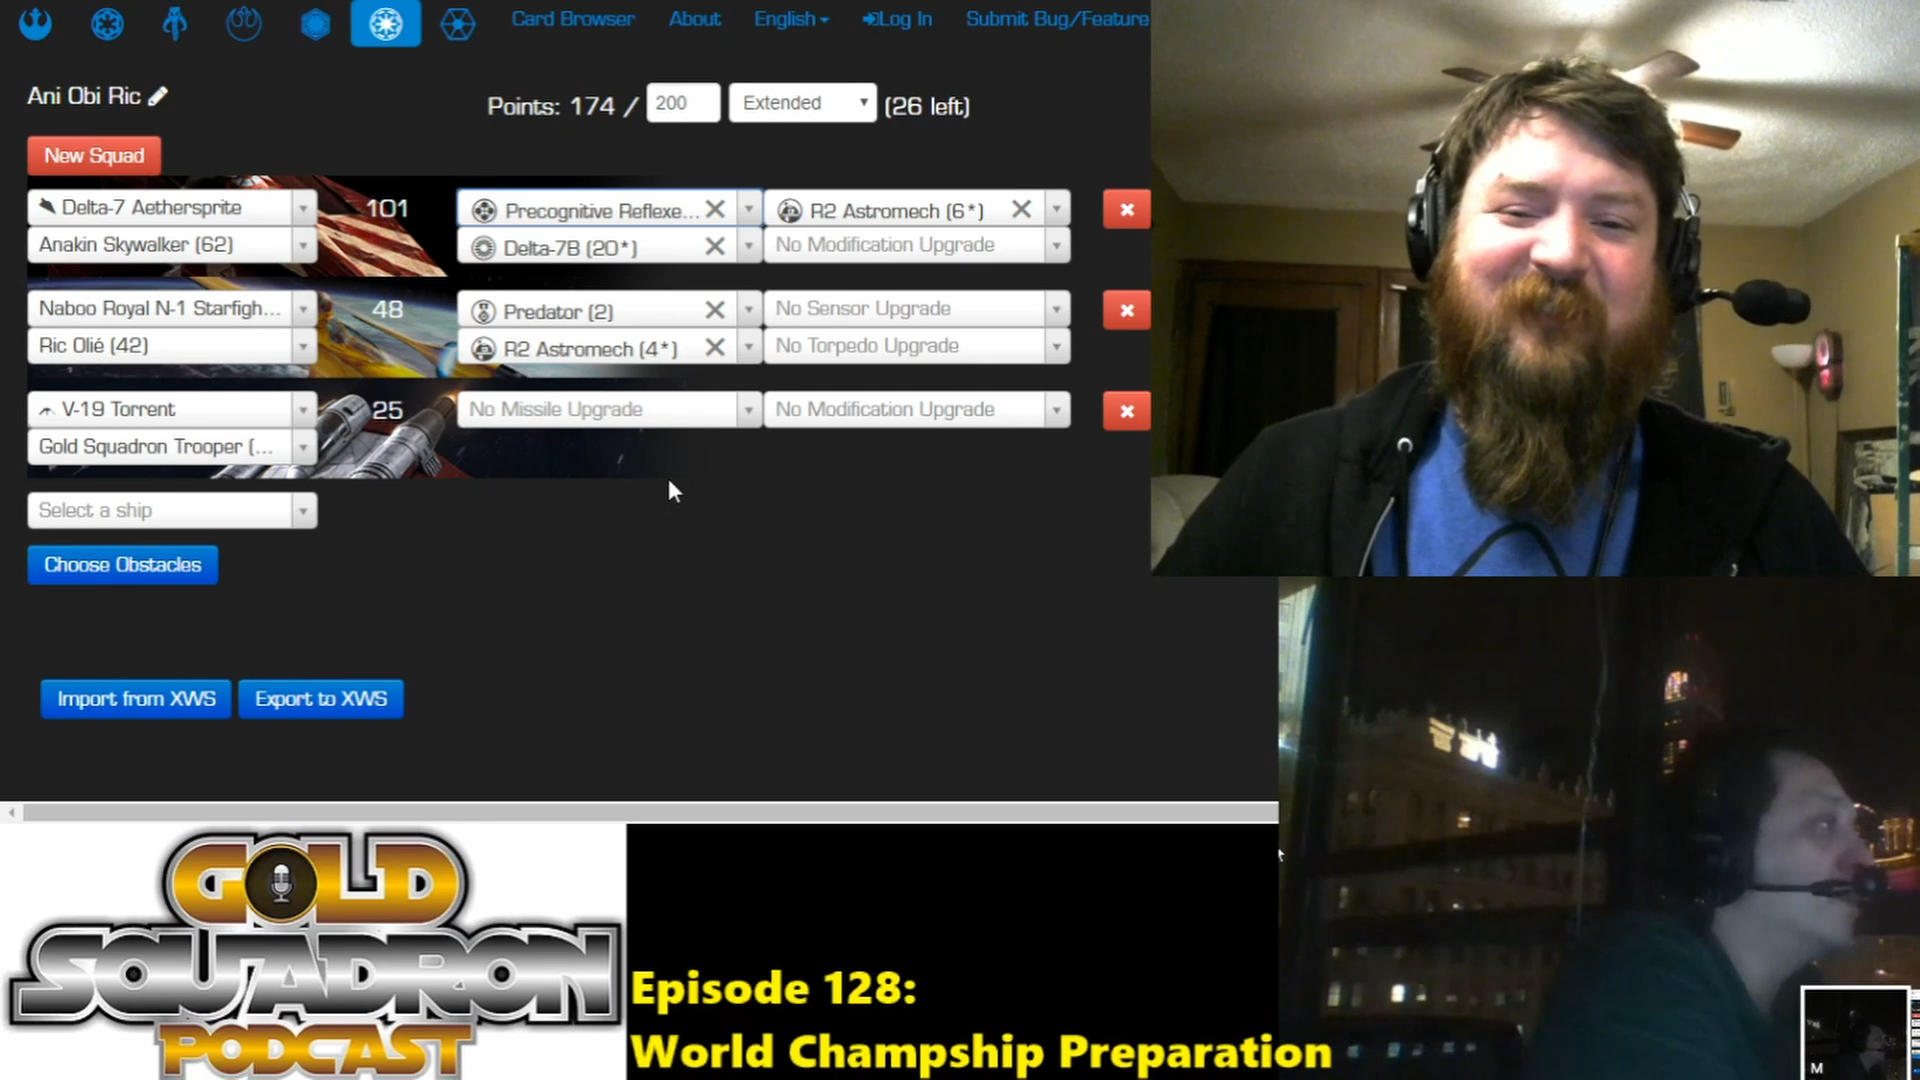 Card Browser About English Log In Submit Bug/Feature
Ani Obi Ric
Points: 174 / 200 Extended (26 left)
New Squad
Delta-7 Aethersprite 101 Precognitive Reflexe... R2 Astromech (6*)
Anakin Skywalker (62) Delta-7B (20*) No Modification Upgrade
Naboo Royal N-1 Starfigh... 48 Predator (2) No Sensor Upgrade
Ric Olié (42) R2 Astromech (4*) No Torpedo Upgrade
V-19 Torrent 25 No Missile Upgrade No Modification Upgrade
Gold Squadron Trooper (...
Select a ship
Choose Obstacles
Import from XWS Export to XWS
GOLD
SQUADRON
PODCAST
Episode 128:
World Champship Preparation
M